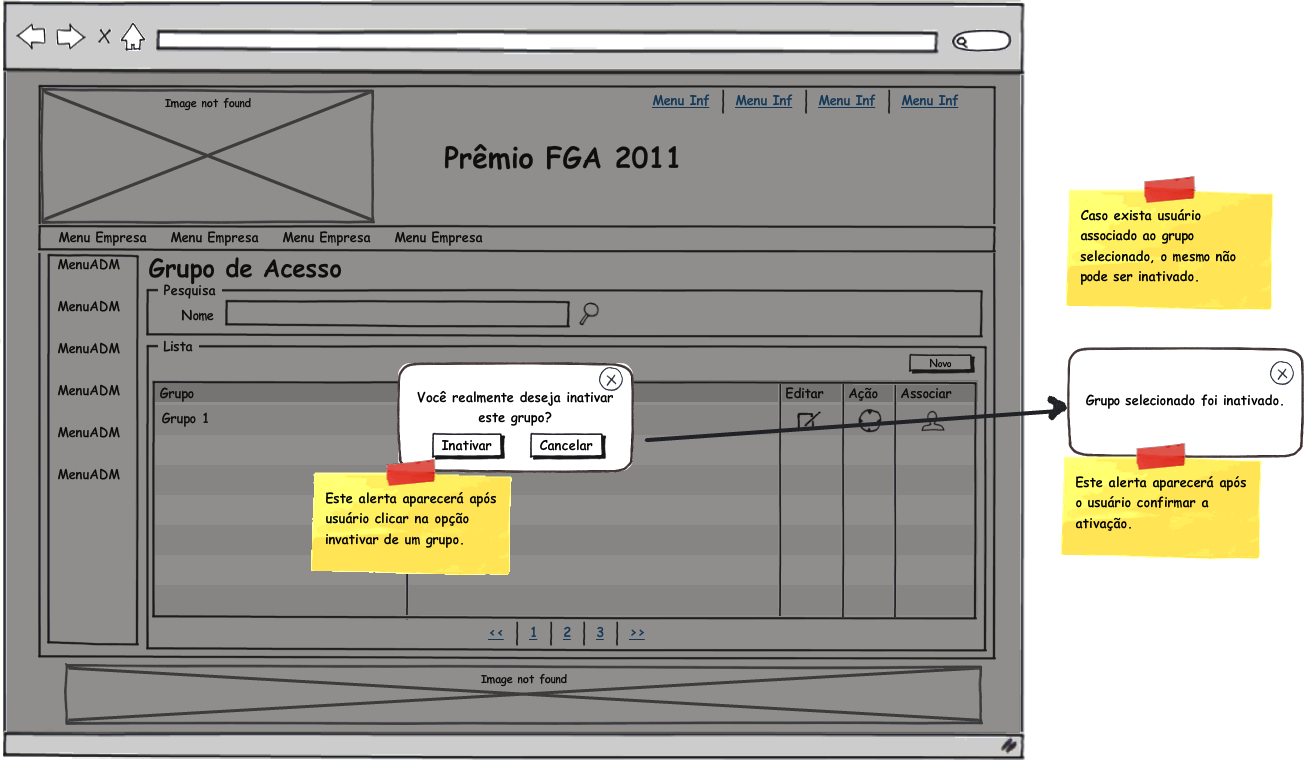 Image not found
Menu Inf
Menu Inf
Menu Inf
Menu Inf
Prêmio FGA 2011
Menu Empresa
Menu Empresa
Menu Empresa
Menu Empresa
MenuADM
MenuADM
MenuADM
MenuADM
MenuADM
MenuADM
Grupo de Acesso
Pesquisa
Nome
Lista
Novo
Grupo
Editar
Ação
Associar
Grupo 1
Você realmente deseja inativar
este grupo?
Inativar
Cancelar
Este alerta aparecerá após
usuário clicar na opção
invativar de um grupo.
<< 1 2 3 >>
Image not found
Caso exista usuário
associado ao grupo
selecionado, o mesmo não
pode ser inativado.
Grupo selecionado foi inativado.
Este alerta aparecerá após
o usuário confirmar a
ativação.